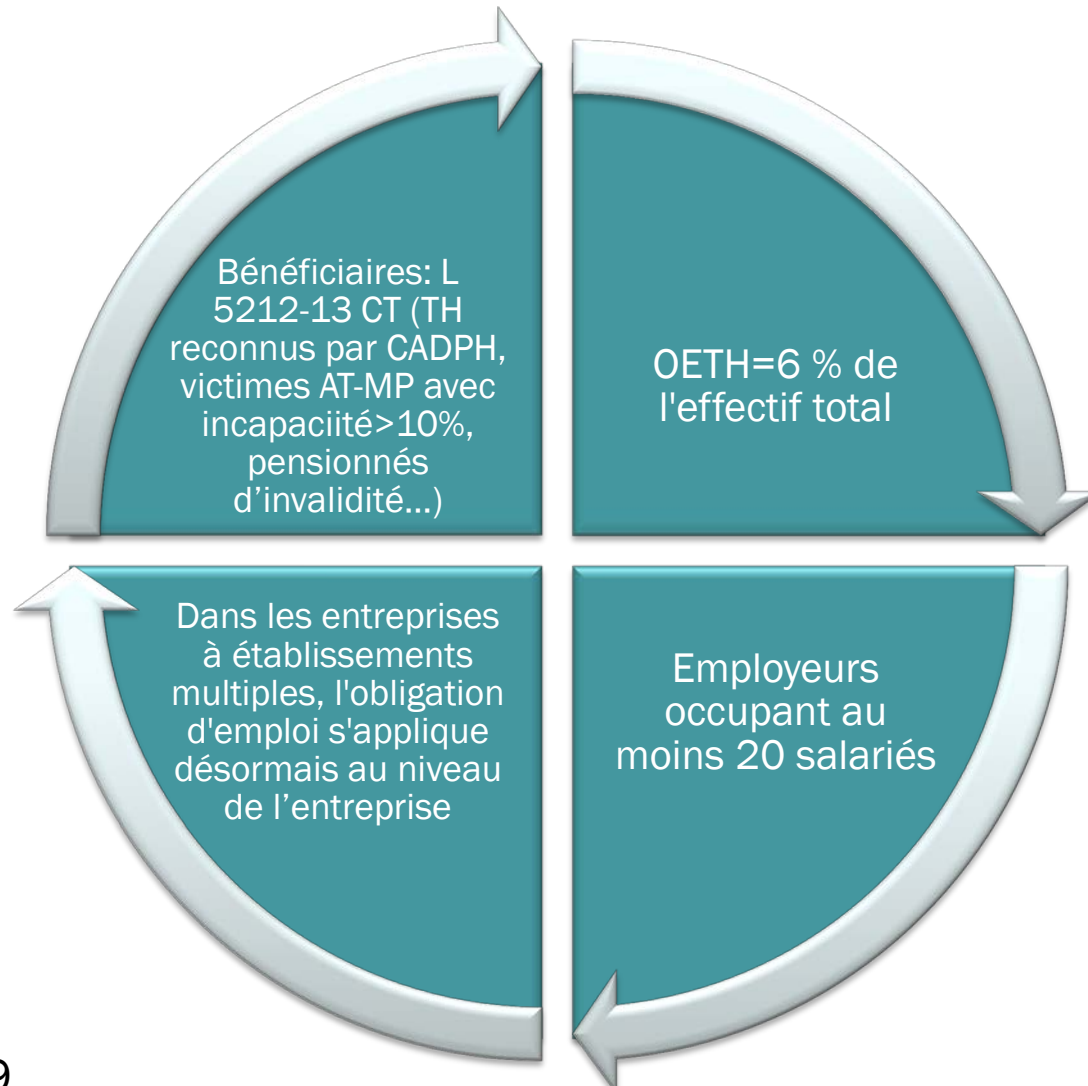 Bénéficiaires: L
5212-13 CT (TH
reconnus par CADPH,
victimes AT-MP avec
incapaciité>10%,
pensionnés
d’invalidité...)
OETH=6 % de
l'effectif total
Dans les entreprises
à établissements
multiples, l'obligation
d'emploi s'applique
désormais au niveau
de l’entreprise
Employeurs
occupant au
moins 20 salariés
9